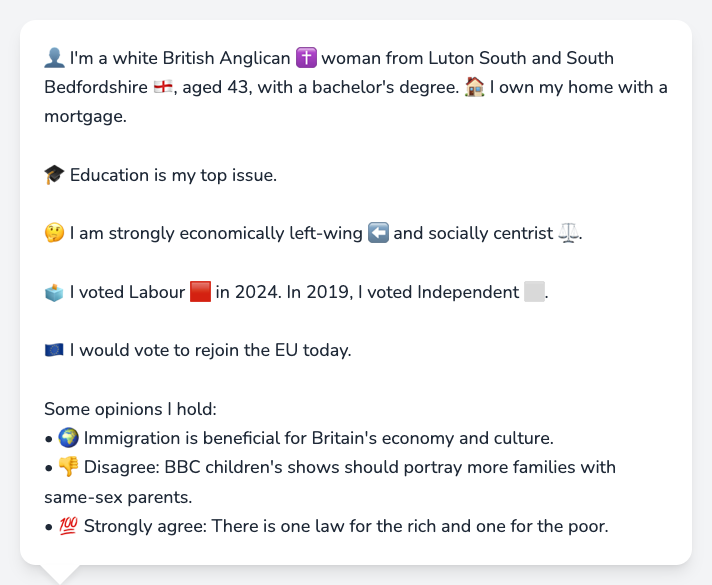 👤 I'm a white British Anglican ✝️ woman from Luton South and South
Bedfordshire 🏴󠁧󠁢󠁥󠁮󠁧󠁿, aged 43, with a bachelor's degree. 🏠 I own my home with a
mortgage.
🎓 Education is my top issue.
🤔 I am strongly economically left-wing ⬅️ and socially centrist ⚖️.
🗳️ I voted Labour 🟥 in 2024. In 2019, I voted Independent ⬜.
🇪🇺 I would vote to rejoin the EU today.
Some opinions I hold:
• 🌍 Immigration is beneficial for Britain's economy and culture.
• 👎 Disagree: BBC children's shows should portray more families with
same-sex parents.
• 💯 Strongly agree: There is one law for the rich and one for the poor.